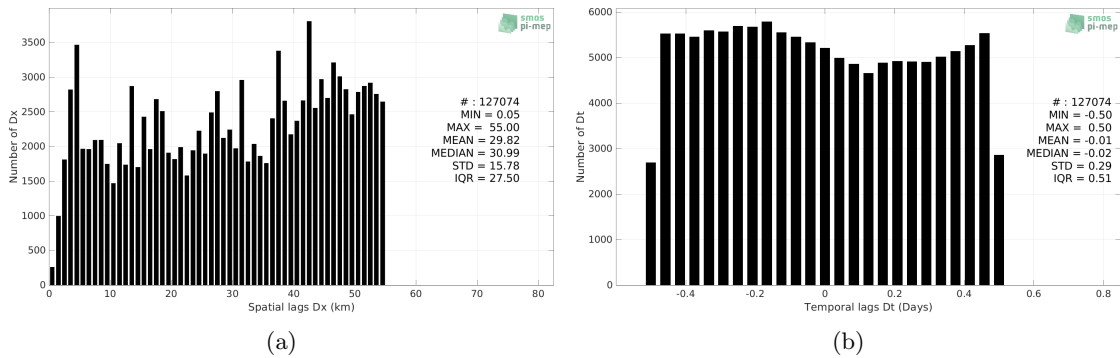 smos
pi-mep
3500
3000
2500
2000
1500
1000
500
0
Number of Dx
# : 127074
MIN = 0.05
MAX = 55.00
MEAN = 29.82
MEDIAN = 30.99
STD = 15.78
IQR = 27.50
0 10 20 30 40 50 60 70 80
Spatial lags Dx (km)
(a)
smos
pi-mep
6000
5000
4000
3000
2000
1000
0
Number of Dt
# : 127074
MIN = -0.50
MAX = 0.50
MEAN = -0.01
MEDIAN = -0.02
STD = 0.29
IQR = 0.51
-0.4 -0.2 0 0.2 0.4 0.6 0.8
Temporal lags Dt (Days)
(b)